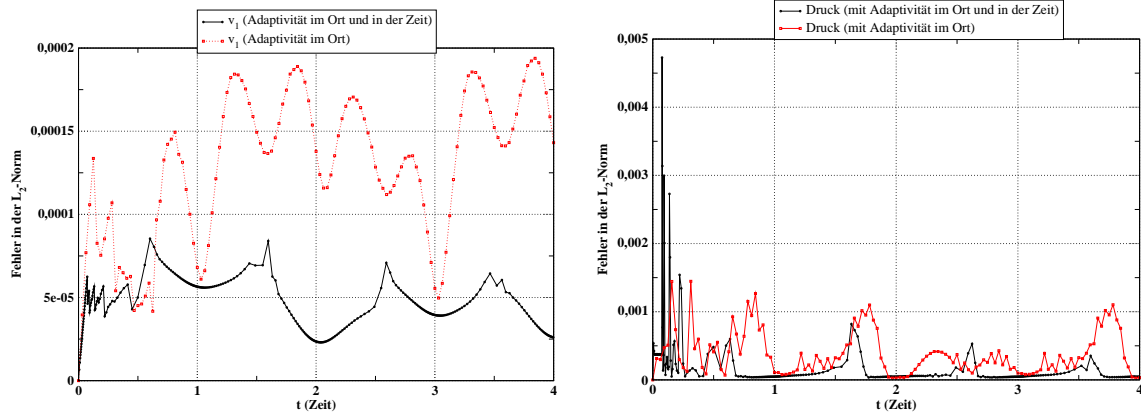 v1 (Adaptivität im Ort und in der Zeit)
v1 (Adaptivität im Ort)
0,0002
0,00015
0,0001
5e-05
0
Fehler in der L2-Norm
0 1 2 3 4
t (Zeit)
Druck (mit Adaptivität im Ort und in der Zeit)
Druck (mit Adaptivität im Ort)
0,005
0,004
0,003
0,002
0,001
0
Fehler in der L2-Norm
0 1 2 3 4
t (Zeit)